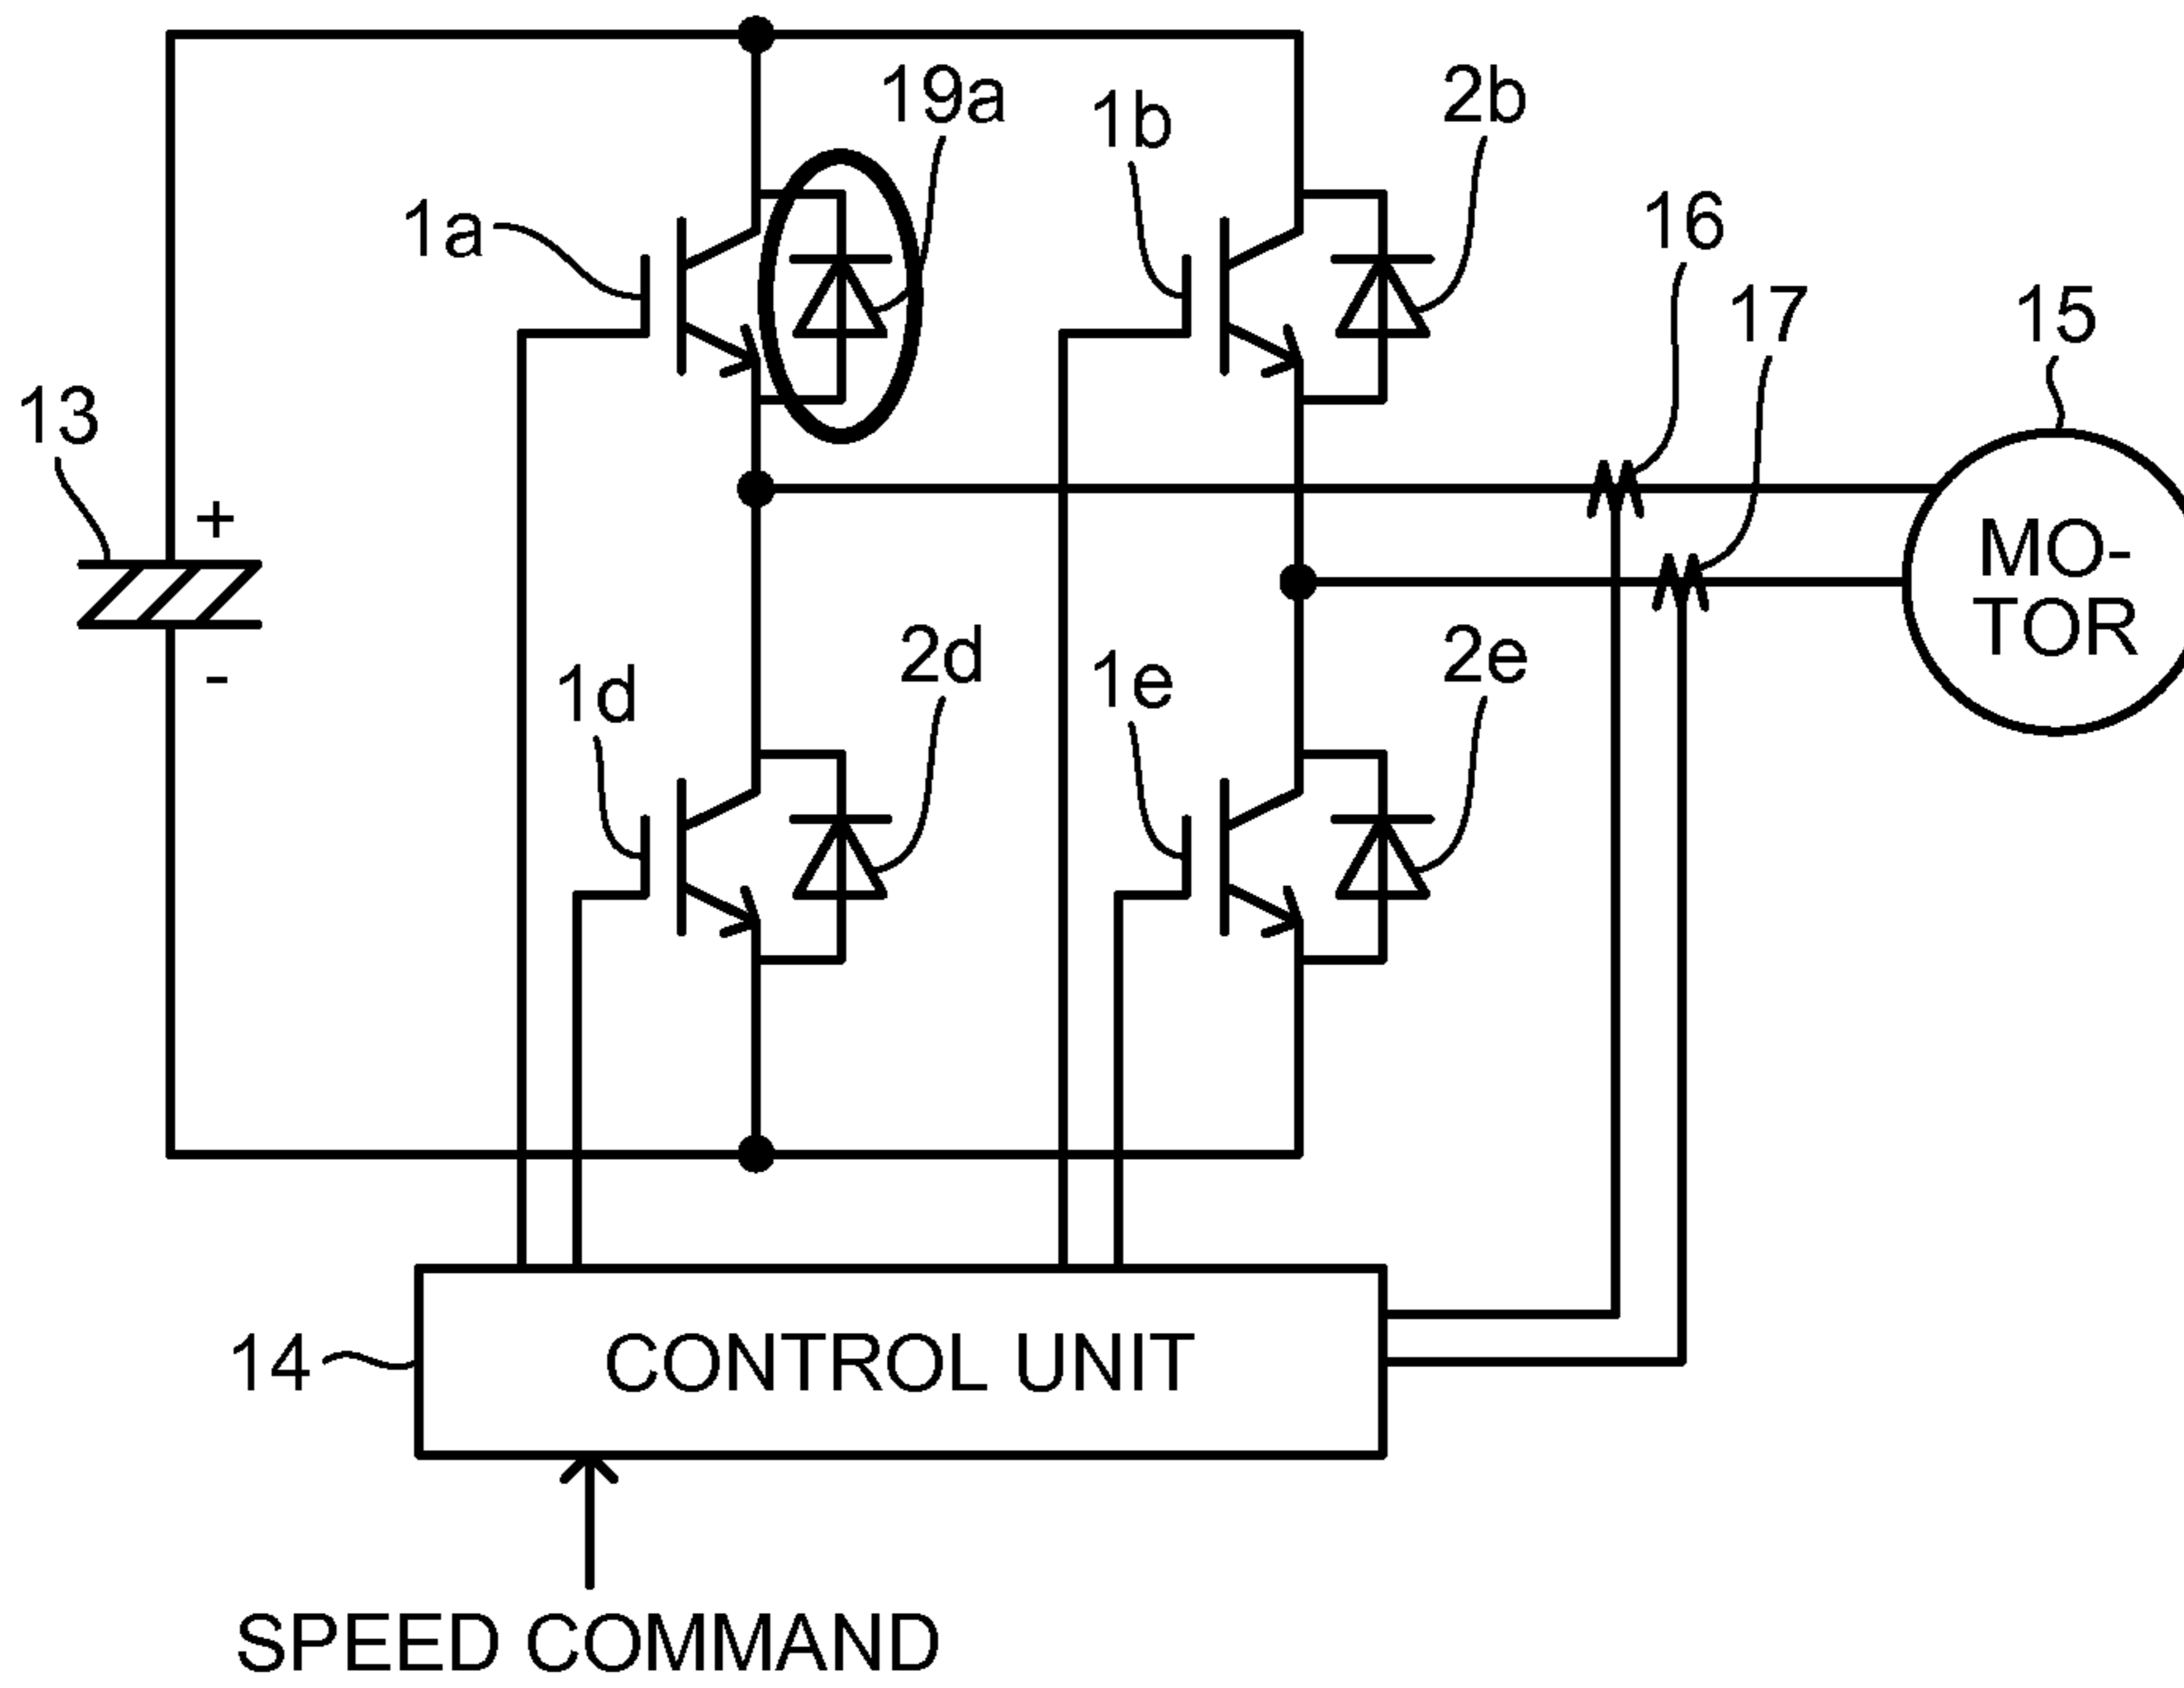 19a
2b
1b
1a
16
17
15
13
+
MO-
TOR
-
1d
2d
1e
2e
14
CONTROL UNIT
SPEED COMMAND